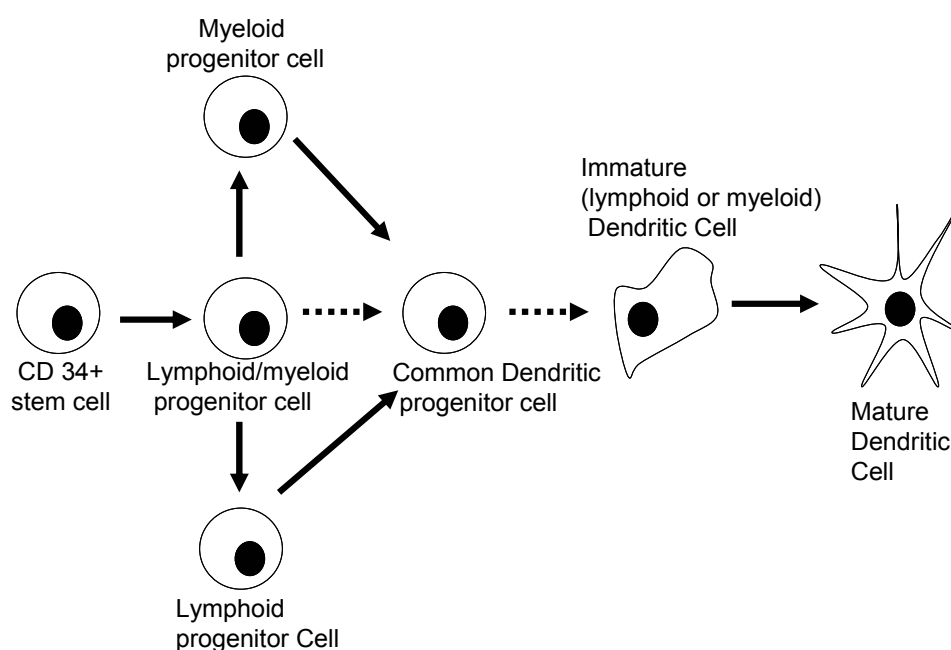 Myeloid
progenitor cell
Immature
(lymphoid or myeloid)
Dendritic Cell
CD 34+
stem cell
Lymphoid/myeloid
progenitor cell
Common Dendritic
progenitor cell
Mature
Dendritic
Cell
Lymphoid
progenitor Cell